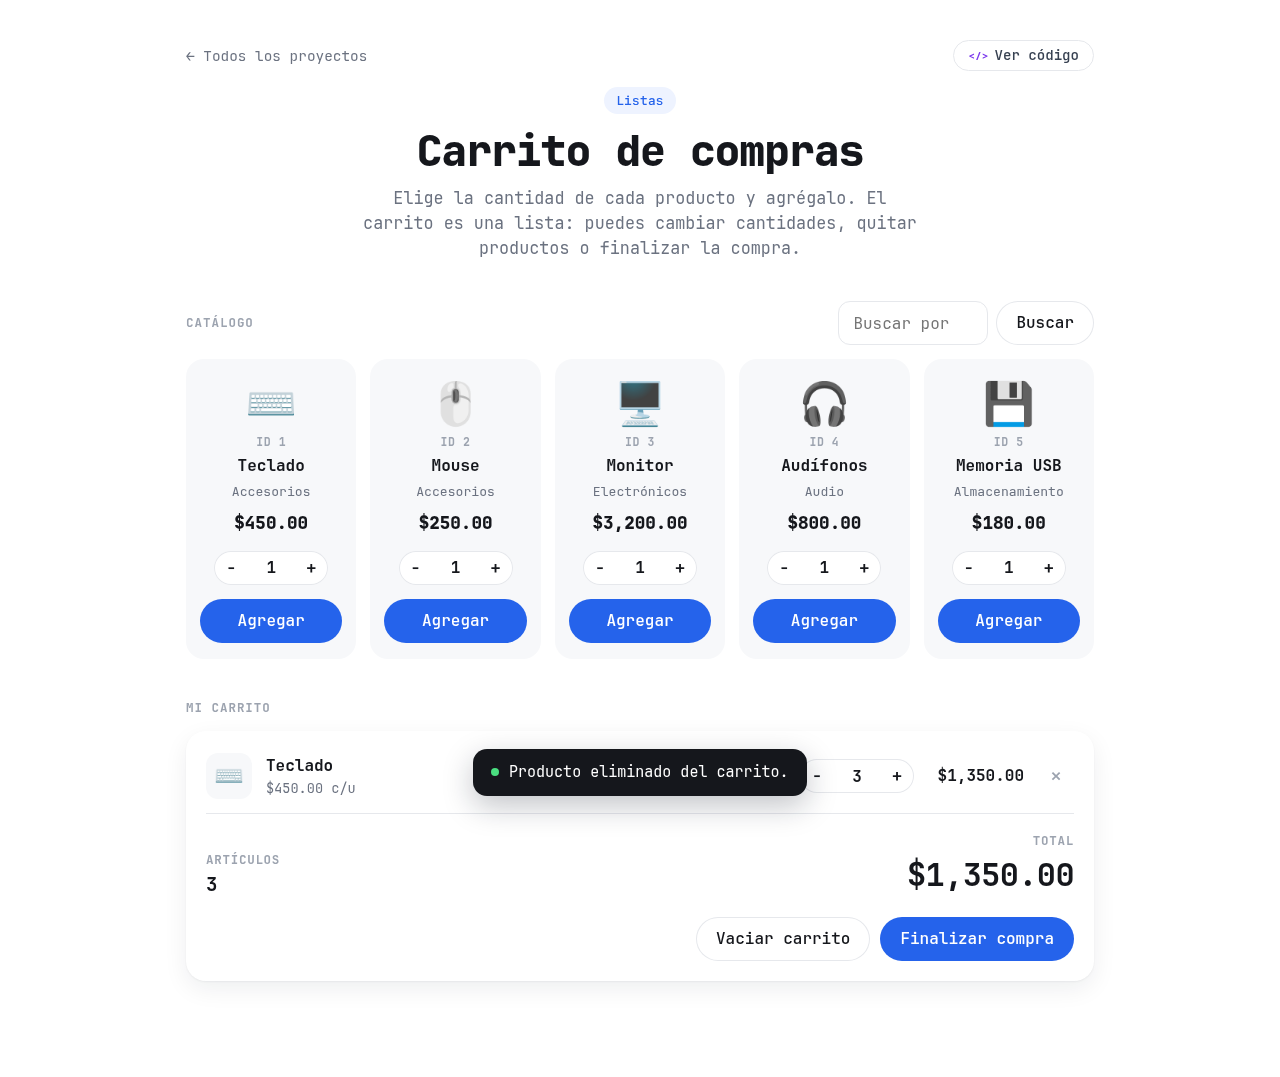 ← Todos los proyectos
</> Ver código
Listas
Carrito de compras
Elige la cantidad de cada producto y agrégalo. El
carrito es una lista: puedes cambiar cantidades, quitar
productos o finalizar la compra.
CATÁLOGO
Buscar por
Buscar
ID 1
Teclado
Accesorios
$450.00
- 1 +
Agregar
ID 2
Mouse
Accesorios
$250.00
- 1 +
Agregar
ID 3
Monitor
Electrónicos
$3,200.00
- 1 +
Agregar
ID 4
Audífonos
Audio
$800.00
- 1 +
Agregar
ID 5
Memoria USB
Almacenamiento
$180.00
- 1 +
Agregar
MI CARRITO
Teclado
$450.00 c/u
Producto eliminado del carrito.
- 3 +
$1,350.00
×
ARTÍCULOS
3
TOTAL
$1,350.00
Vaciar carrito
Finalizar compra